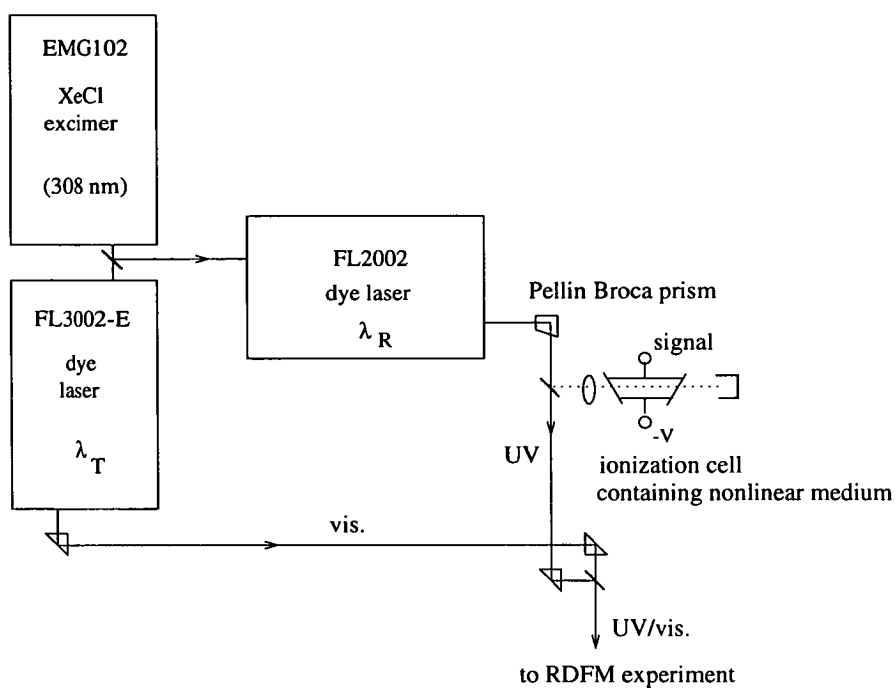 EMG102
XeCl
excimer
(308 nm)
FL2002
dye laser
λ R
Pellin Broca prism
FL3002-E
dye
laser
λ T
signal
-V
UV
ionization cell
containing nonlinear medium
vis.
UV/vis.
to RDFM experiment